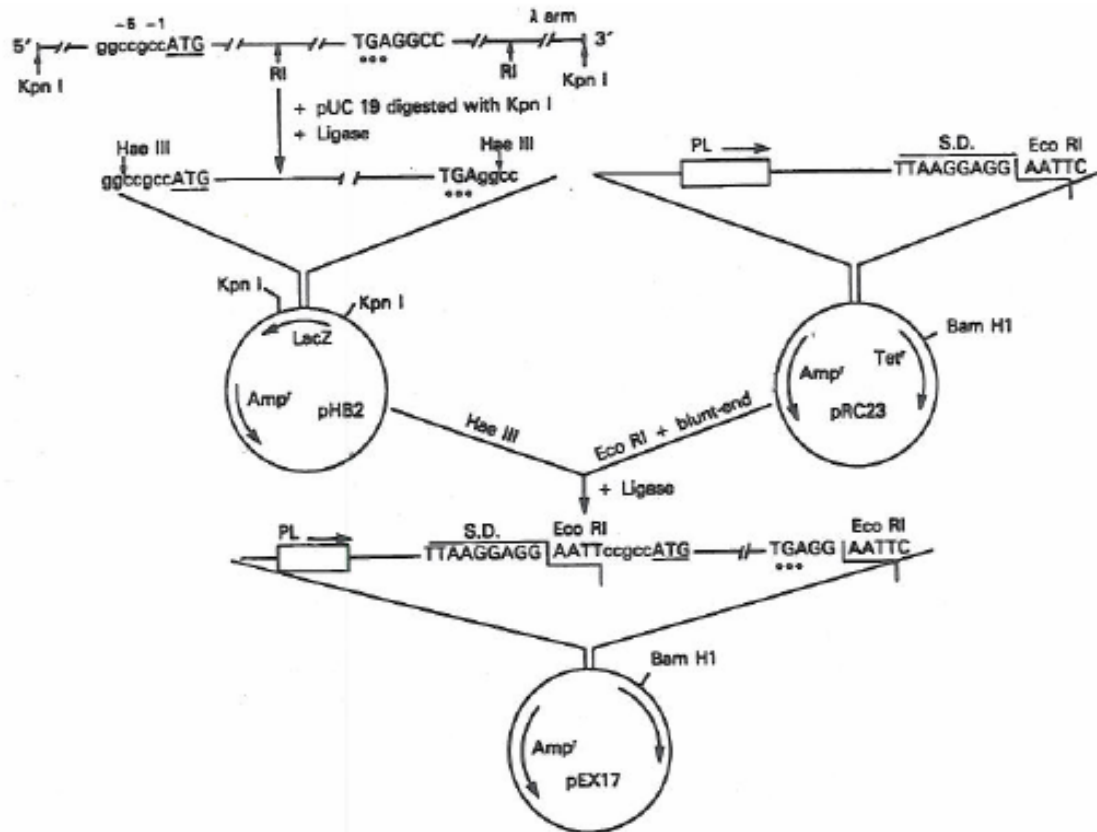 -6 -1
λ arm
5′ ggccgccATG TGAGGCC 3′
Kpn I RI RI Kpn I
+ pUC 19 digested with Kpn I
+ Ligase
Hae III Hae III
ggccgccATG TGAggcc
PL S.D. Eco RI
TTAAGGAGG AATTC
Kpn I Kpn I
LacZ
Ampʳ pHB2
Bam H1
Ampʳ Tetʳ
pRC23
Hae III Eco RI + blunt-end
+ Ligase
PL S.D. Eco RI Eco RI
TTAAGGAGG AATTccgccATG TGAGG AATTC
Bam H1
Ampʳ
pEX17